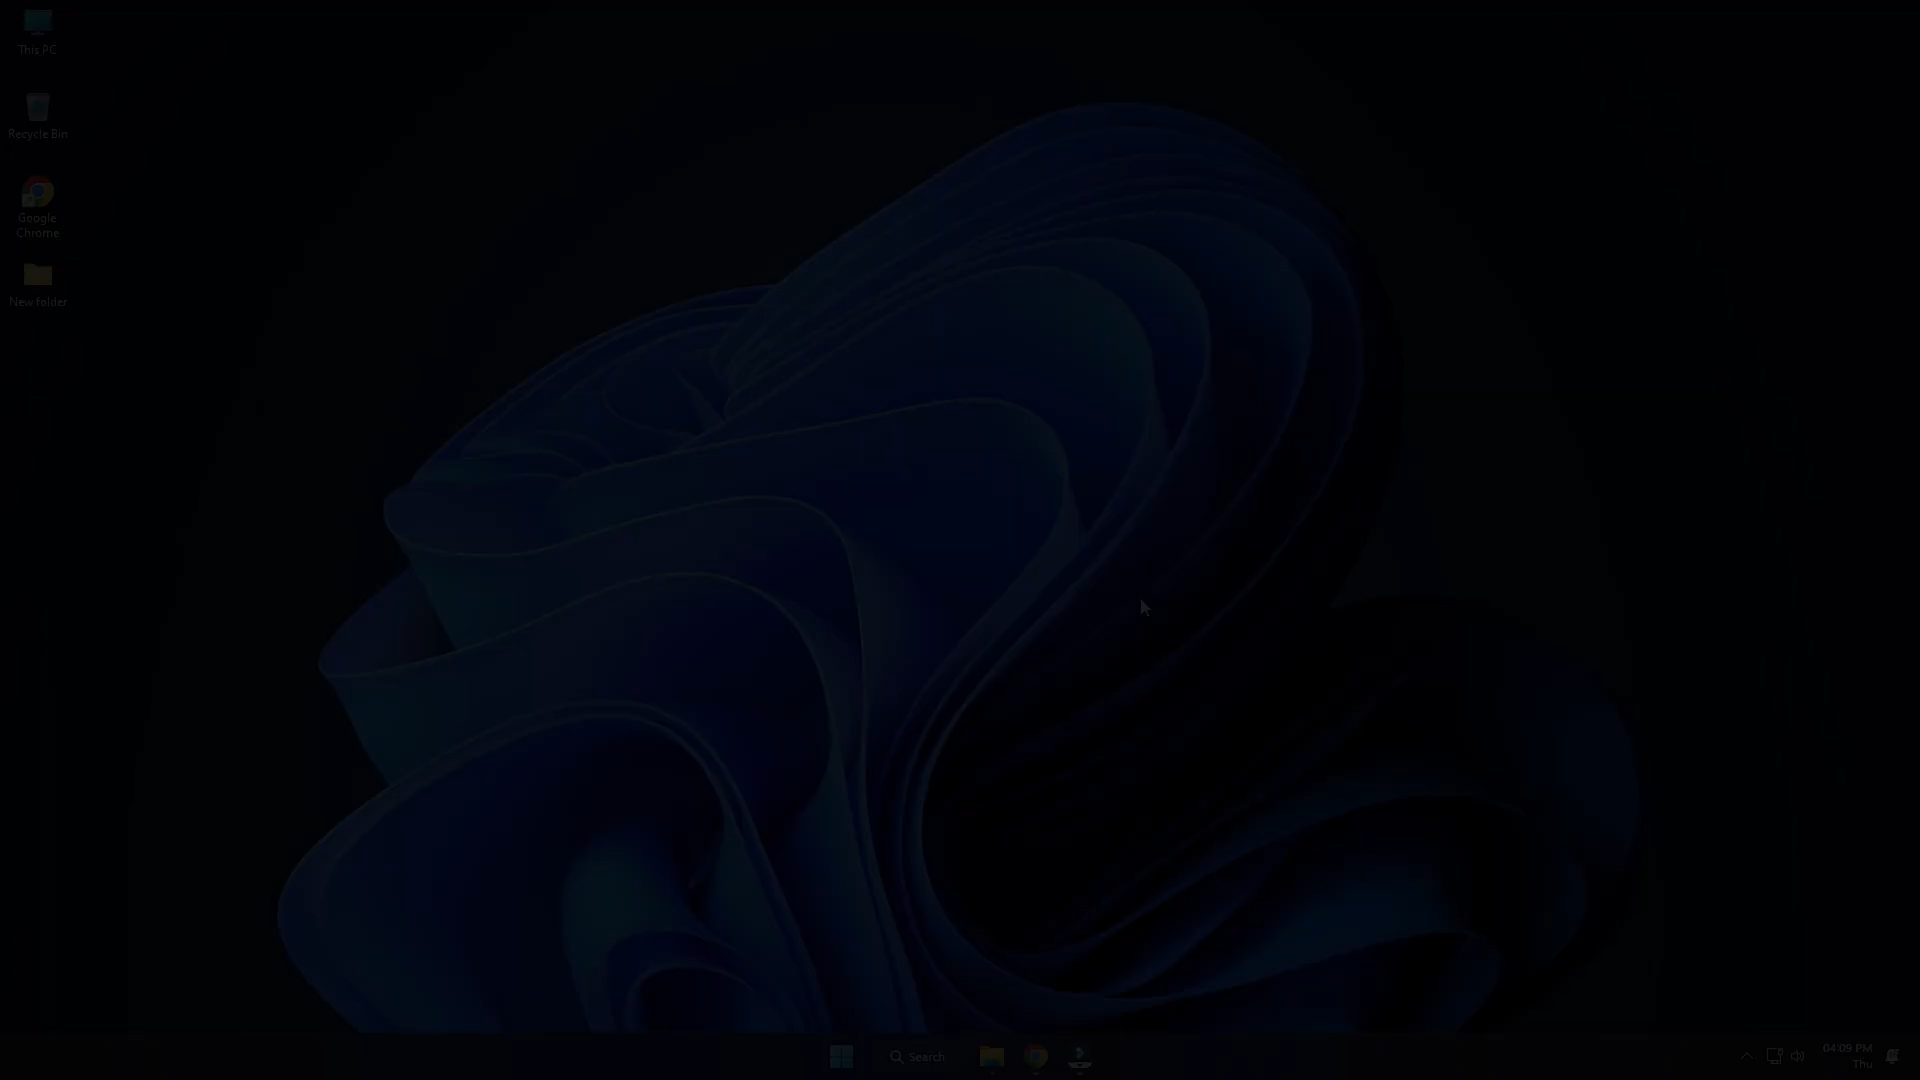 This PC
Recycle Bin
Google
Chrome
New folder
Search
04:09 PM
Thu